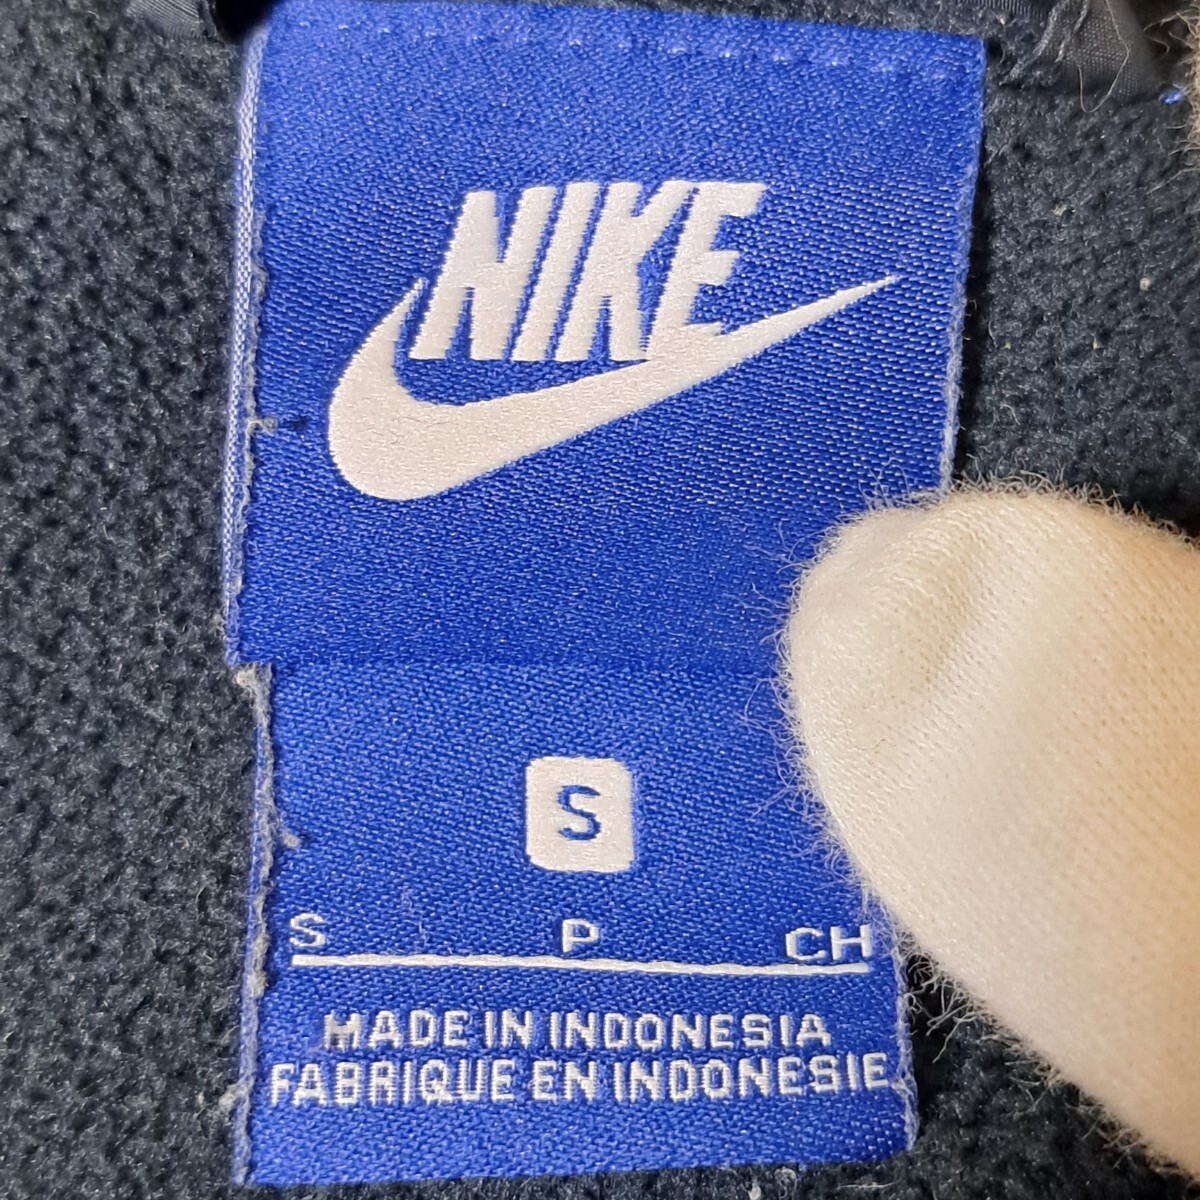 NIKE
S
S P CH
MADE IN INDONESIA
FABRIQUE EN INDONESIE